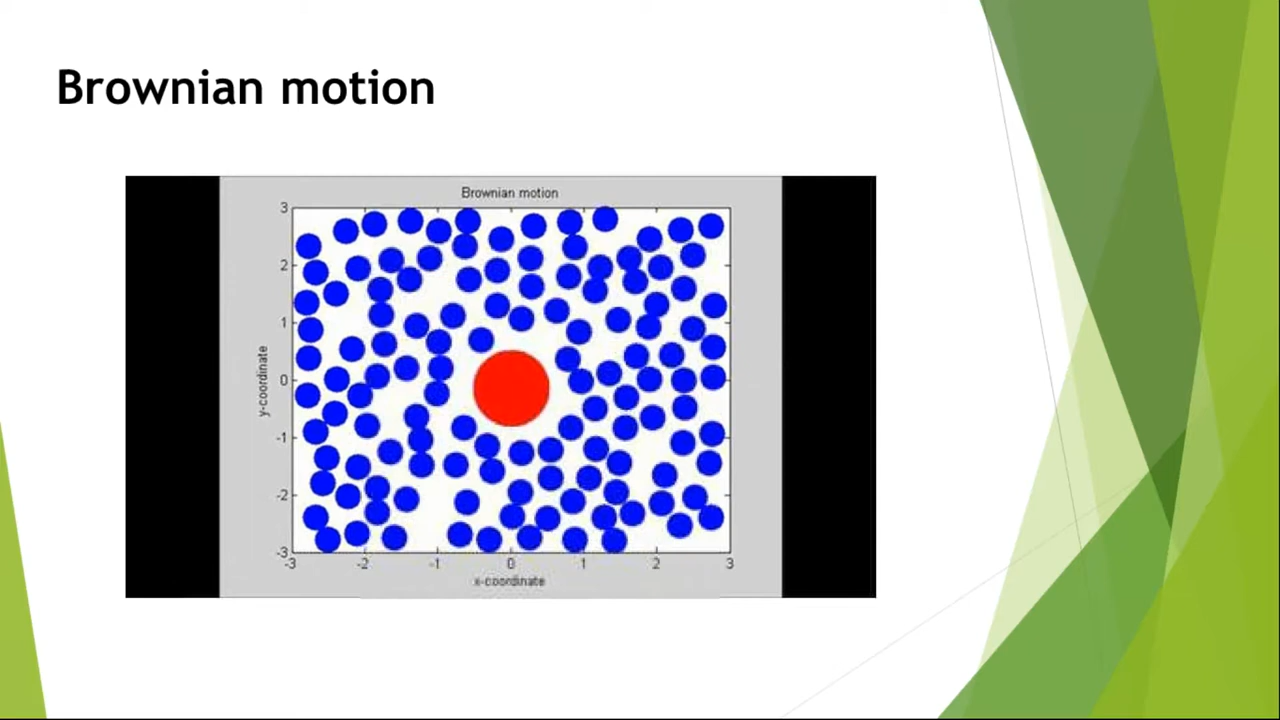 Brownian motion
Brownian motion
3
2
1
0
-1
-2
-3
y-coordinate
-3 -2 -1 0 1 2 3
x-coordinate